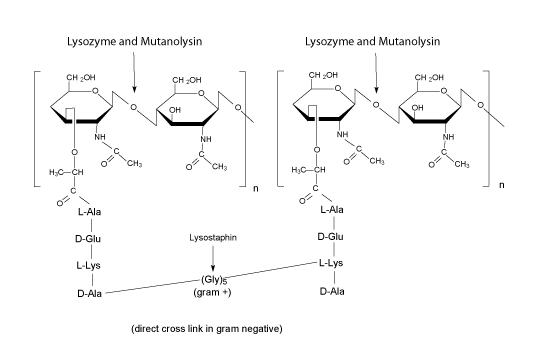 Lysozyme and Mutanolysin
Lysozyme and Mutanolysin
CH2OH
O
O
CH2OH
O
OH
O
NH
O
H3C—CH
C
O
C
O
CH3
NH
C
O
CH3
n
CH2OH
O
O
CH2OH
O
OH
O
NH
O
H3C—CH
C
O
C
O
CH3
NH
C
O
CH3
n
L-Ala
D-Glu
L-Lys
D-Ala
Lysostaphin
(Gly)5
(gram +)
L-Ala
D-Glu
L-Lys
D-Ala
(direct cross link in gram negative)